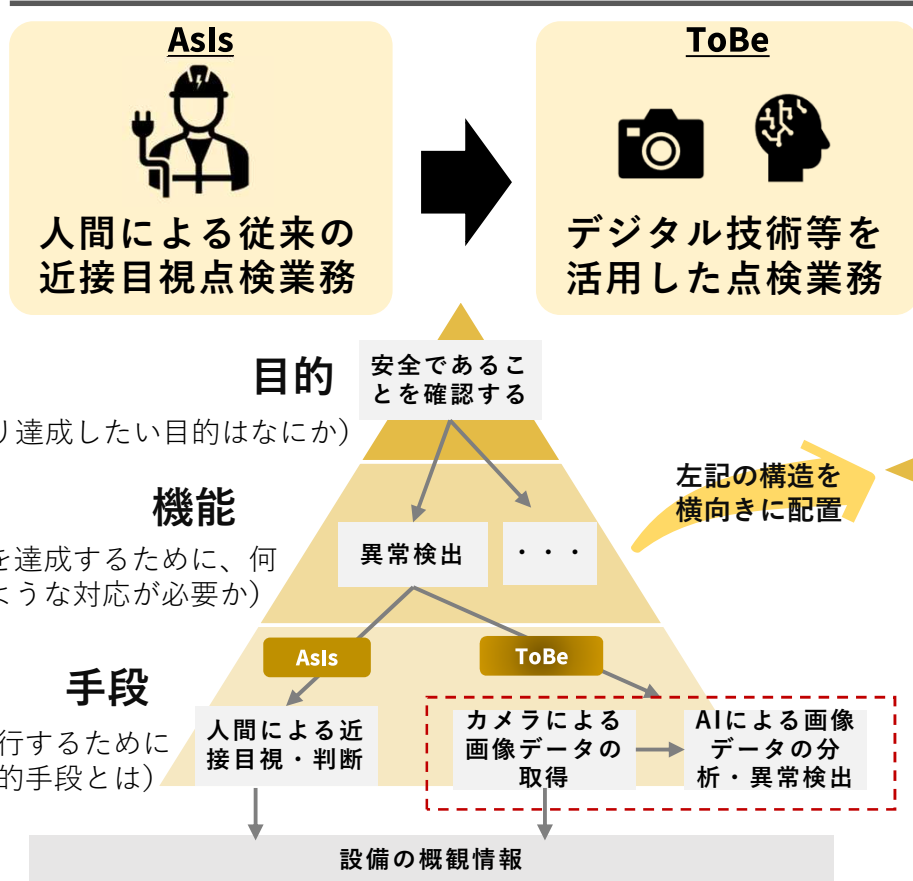 AsIs
ToBe
人間による従来の
近接目視点検業務
デジタル技術等を
活用した点検業務
目的
安全であるこ
とを確認する
り達成したい目的はなにか）
左記の構造を
横向きに配置
機能
異常検出
・・・
を達成するために、何
ような対応が必要か）
AsIs
ToBe
手段
人間による近
接目視・判断
カメラによる
画像データの
取得
AIによる画像
データの分
析・異常検出
行するために
的手段とは）
設備の概観情報